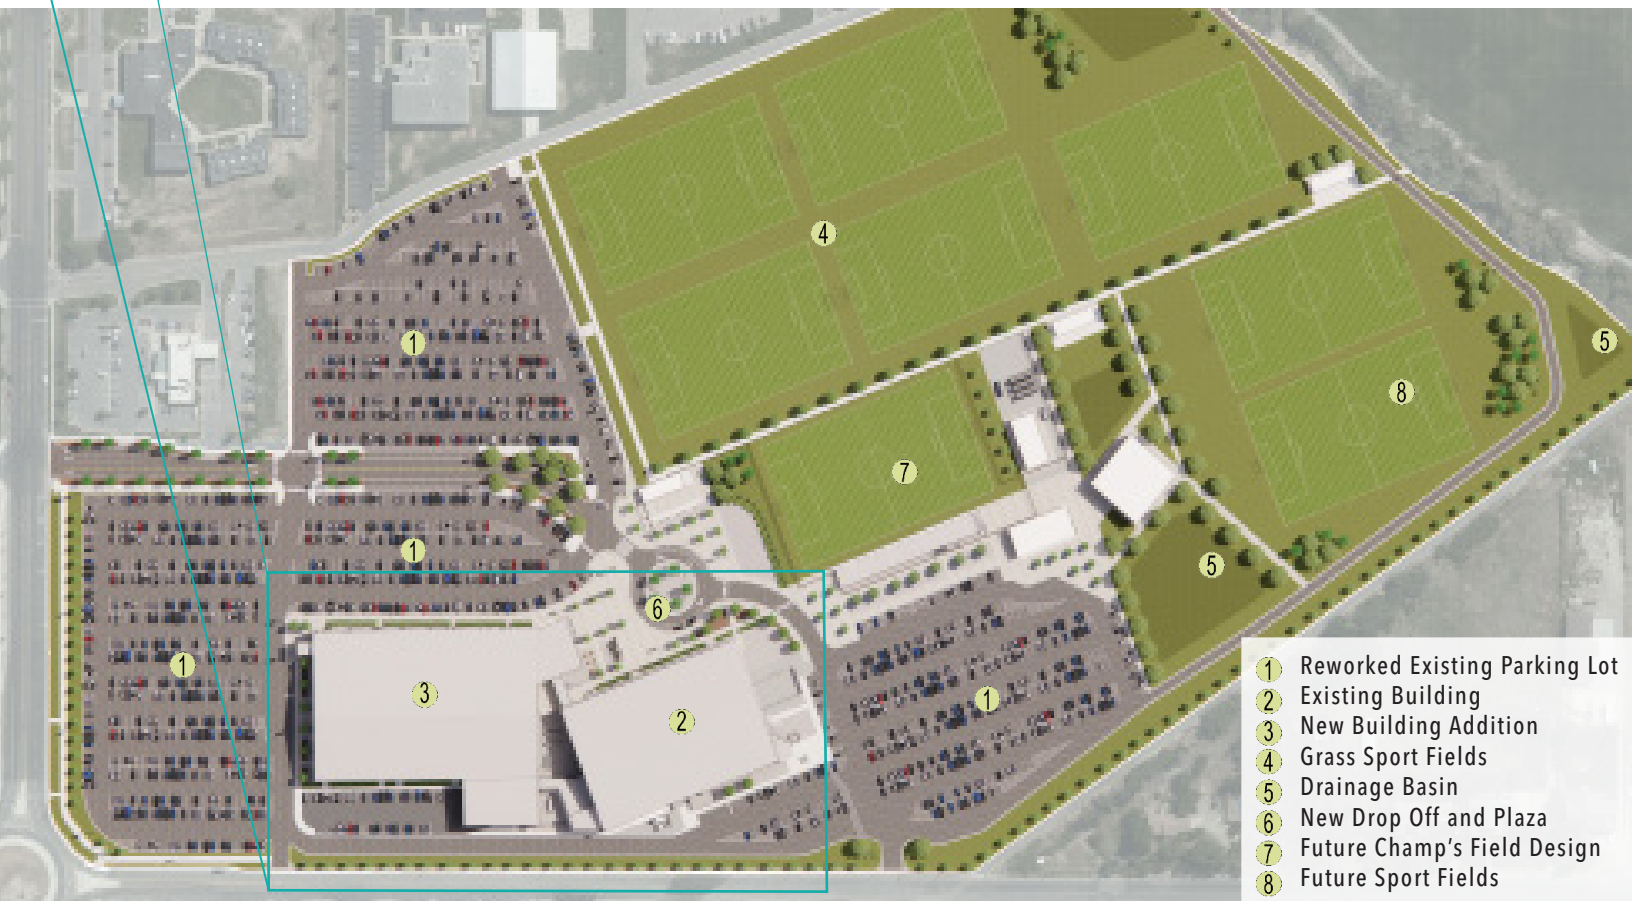 4
5
1
8
7
1
5
6
1
3
2
1
1 Reworked Existing Parking Lot
2 Existing Building
3 New Building Addition
4 Grass Sport Fields
5 Drainage Basin
6 New Drop Off and Plaza
7 Future Champ's Field Design
8 Future Sport Fields